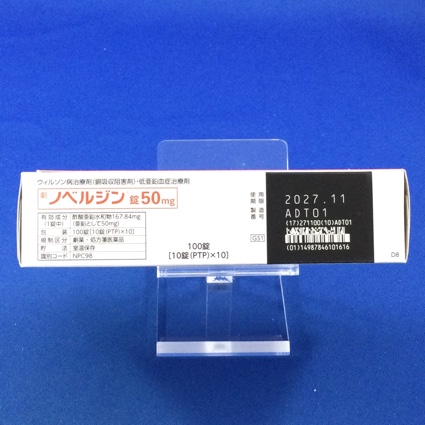 ウィルソン病治療剤(銅吸収阻害剤)・低亜鉛血症治療剤
劇 ノベルジン 錠 50mg
有効成分 酢酸亜鉛水和物167.84mg
(1錠中) (亜鉛として50mg)
包装 100錠[10錠(PTP)×10]
規制区分 劇薬・処方箋医薬品
貯法 室温保存
識別コード NPC98
100錠
[10錠(PTP)×10]
使用期限
製造番号
GS1
2027.11
ADT01
(17)271100(10)ADT01
(01)14987846101616
D8